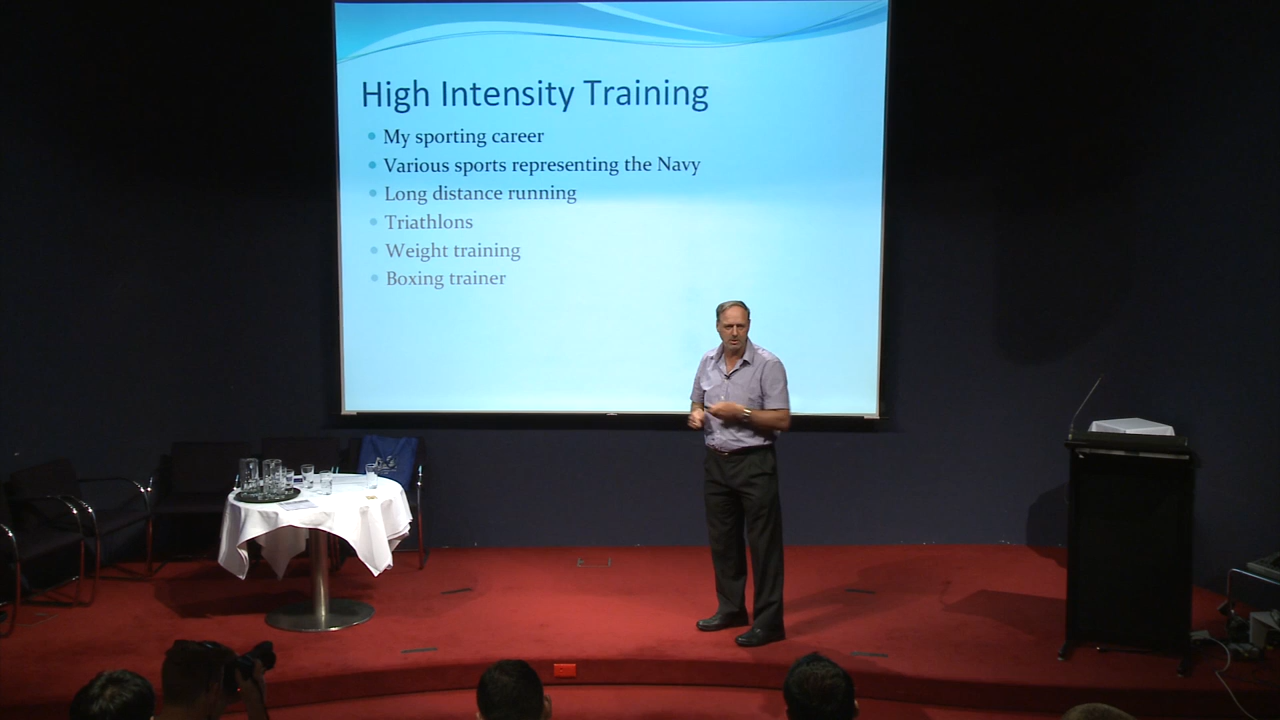 High Intensity Training
My sporting career
Various sports representing the Navy
Long distance running
Triathlons
Weight training
Boxing trainer